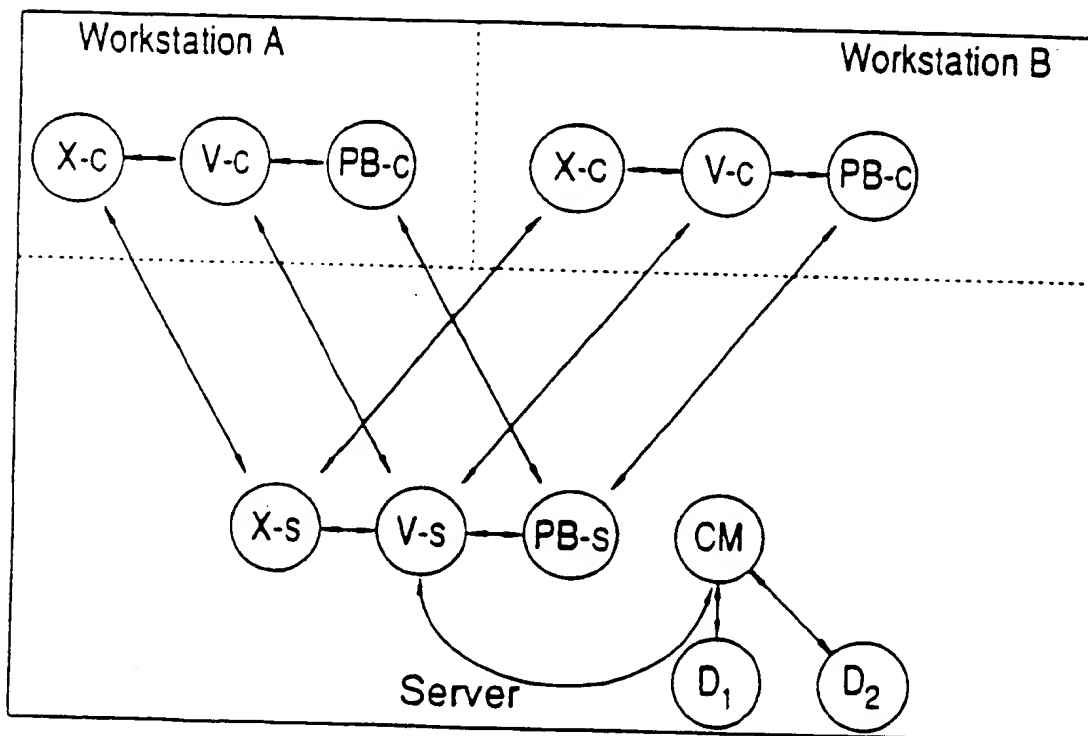 Workstation A
Workstation B
X-c
V-c
PB-c
X-c
V-c
PB-c
X-s
V-s
PB-s
CM
Server
D1
D2